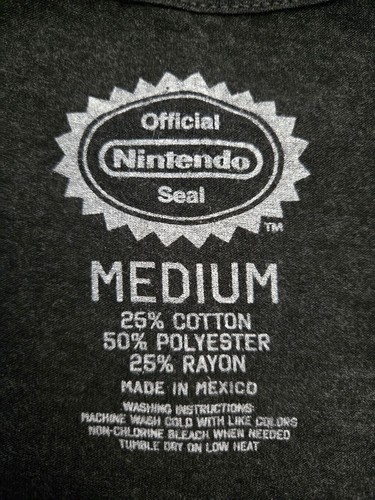 Official
Nintendo
Seal
TM
MEDIUM
25% COTTON
50% POLYESTER
25% RAYON
MADE IN MEXICO
WASHING INSTRUCTIONS:
MACHINE WASH COLD WITH LIKE COLORS
NON-CHLORINE BLEACH WHEN NEEDED
TUMBLE DRY ON LOW HEAT